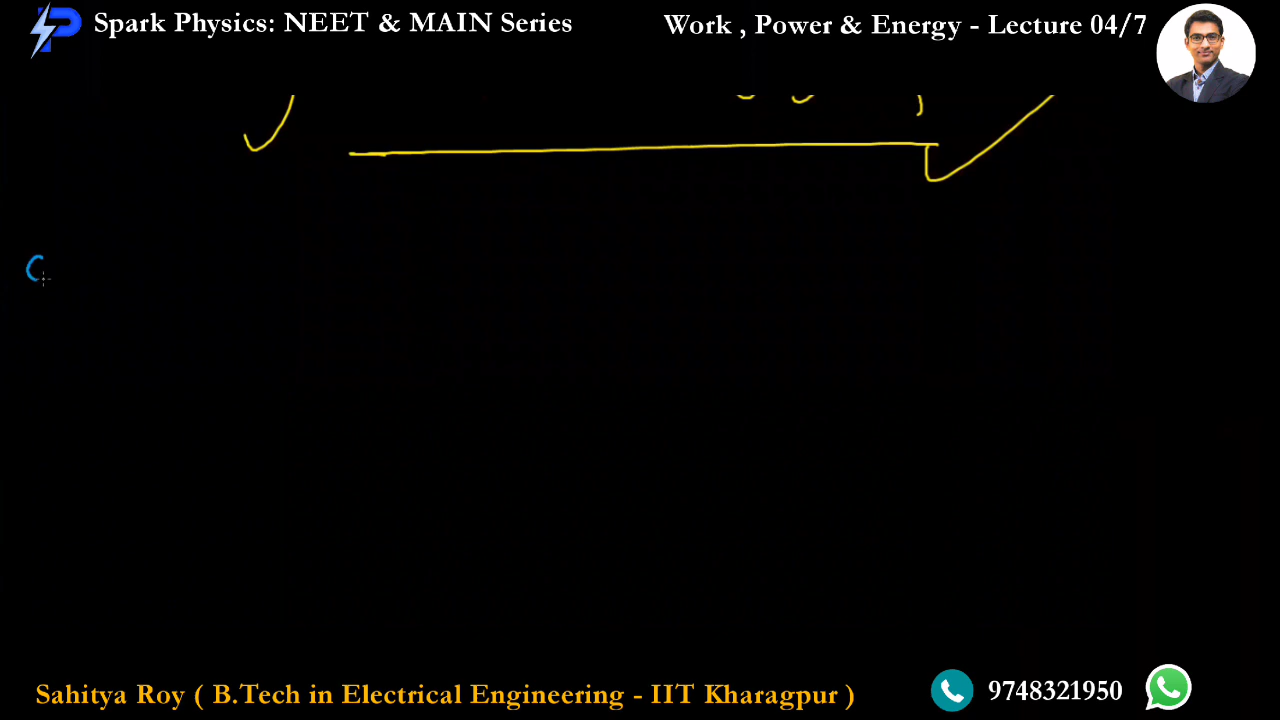 Spark Physics: NEET & MAIN Series
Work , Power & Energy - Lecture 04/7
Sahitya Roy ( B.Tech in Electrical Engineering - IIT Kharagpur )
9748321950